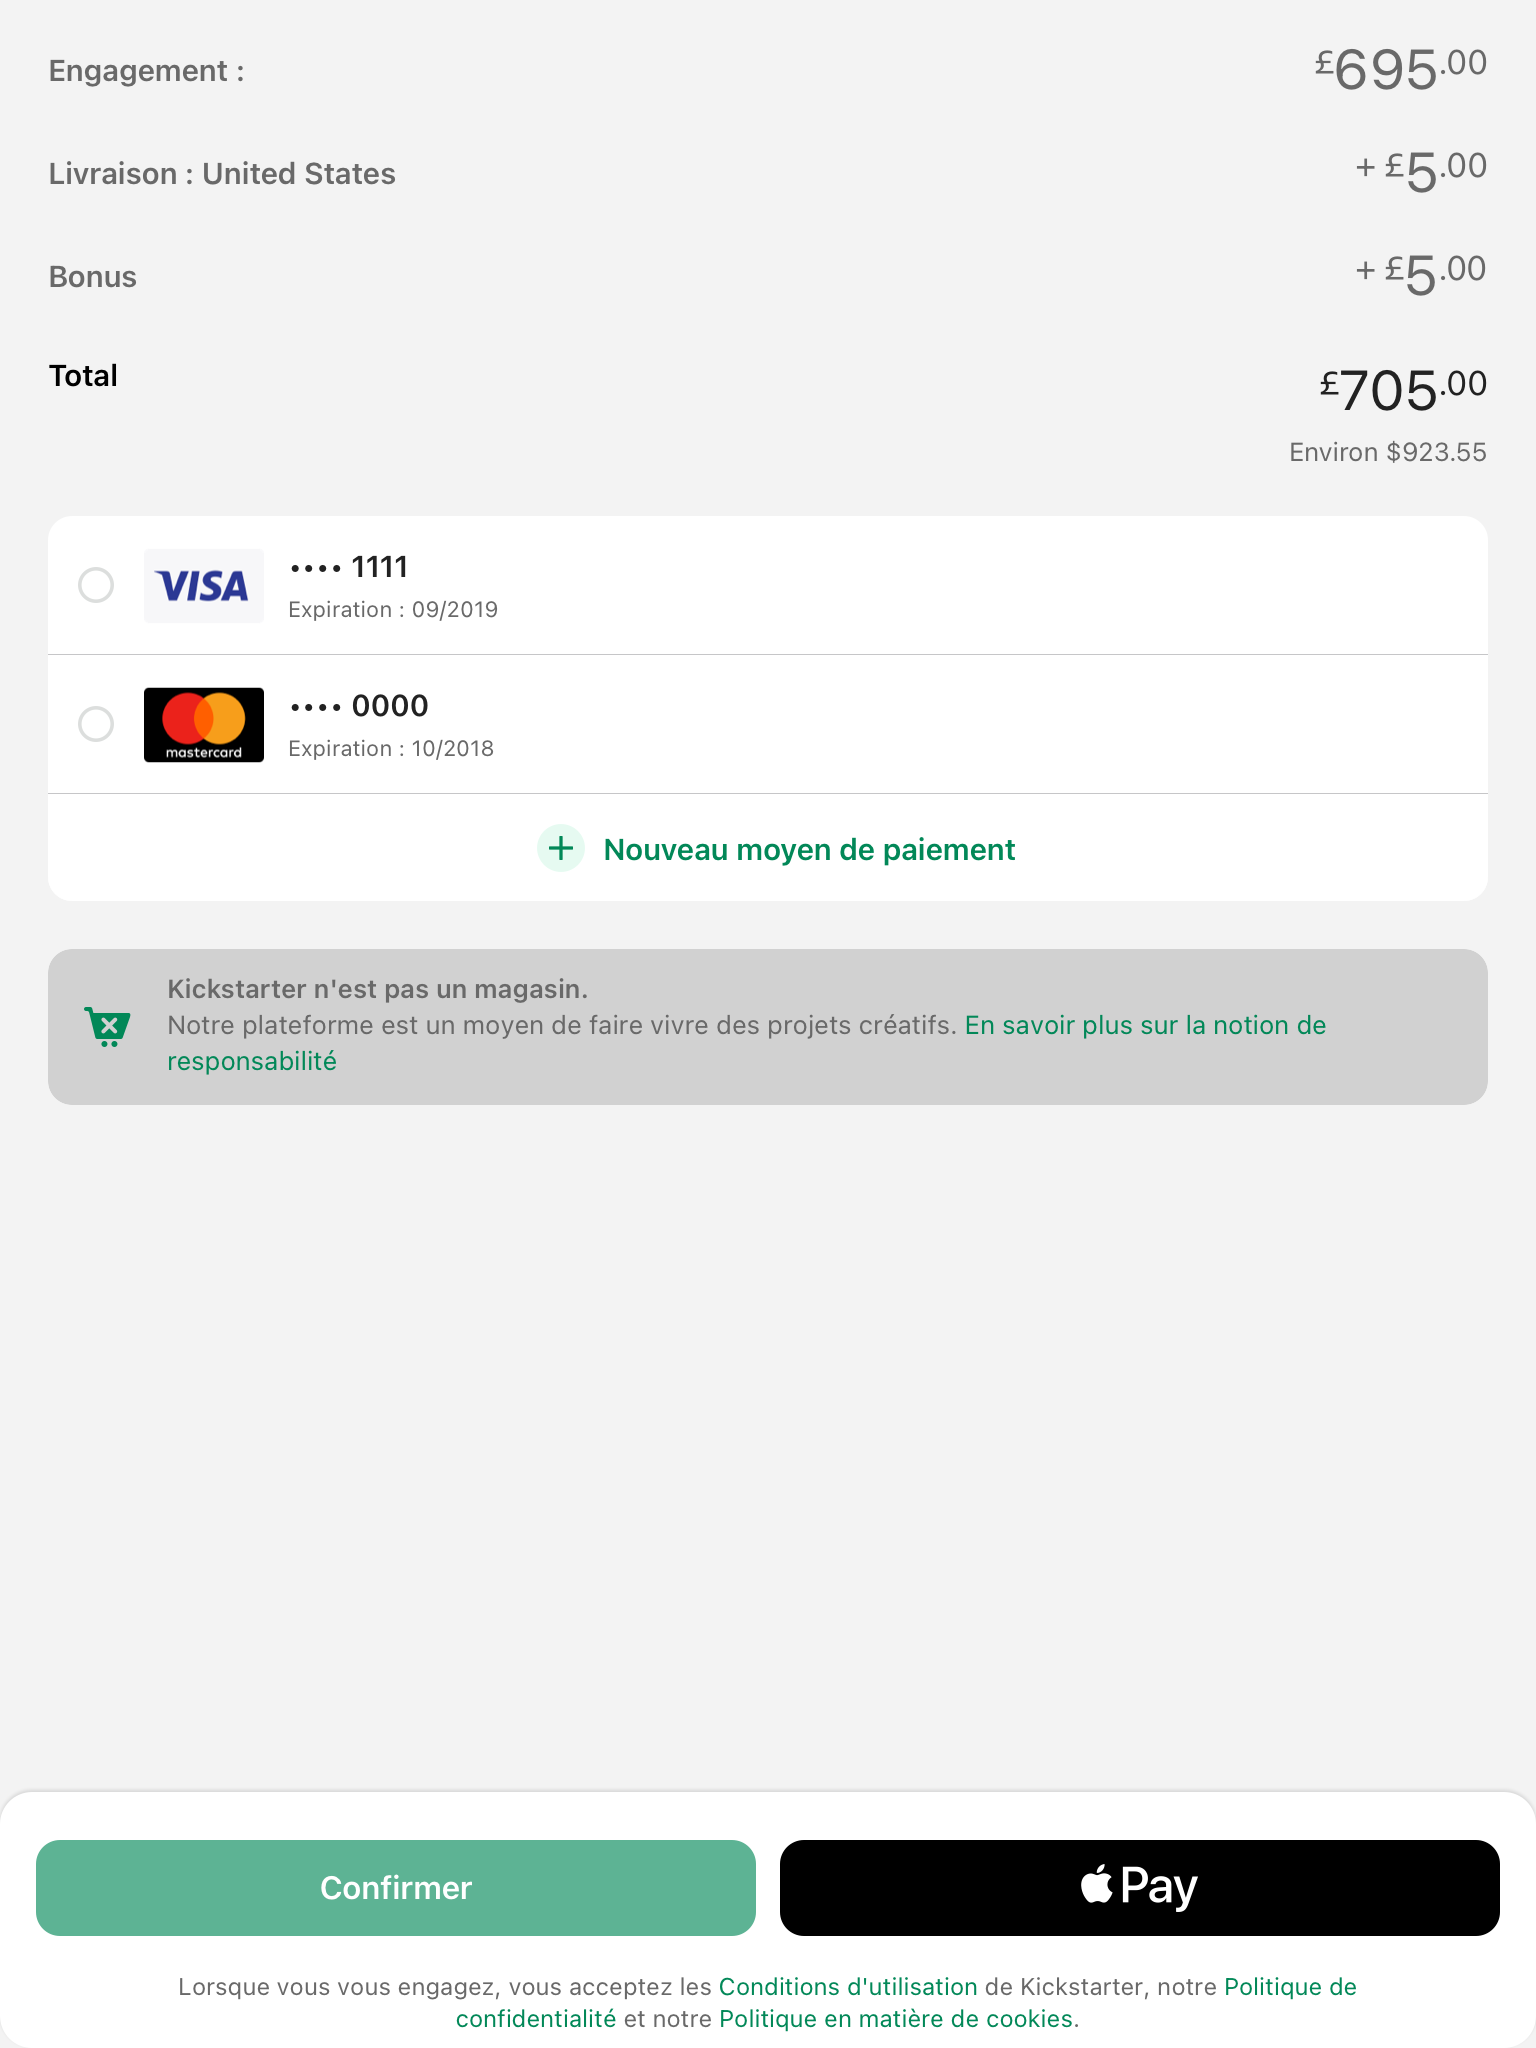 Engagement :
£695.00
Livraison : United States
+ £5.00
Bonus
+ £5.00
Total
£705.00
Environ $923.55
VISA
•••• 1111
Expiration : 09/2019
mastercard
•••• 0000
Expiration : 10/2018
Nouveau moyen de paiement
Kickstarter n'est pas un magasin.
Notre plateforme est un moyen de faire vivre des projets créatifs. En savoir plus sur la notion de
responsabilité
Confirmer
Pay
Lorsque vous vous engagez, vous acceptez les Conditions d'utilisation de Kickstarter, notre Politique de
confidentialité et notre Politique en matière de cookies.